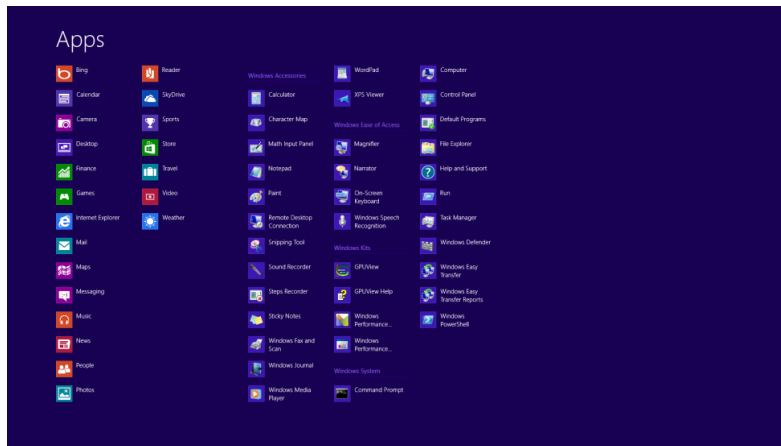 Apps
Bing
Calendar
Camera
Desktop
Finance
Games
Internet Explorer
Mail
Maps
Messaging
Music
News
People
Photos
Reader
SkyDrive
Sports
Store
Travel
Video
Weather
Windows Accessories
Calculator
Character Map
Math Input Panel
Notepad
Paint
Remote Desktop
Connection
Snipping Tool
Sound Recorder
Steps Recorder
Sticky Notes
Windows Fax and
Scan
Windows Journal
Windows Media
Player
WordPad
XPS Viewer
Windows Ease of Access
Magnifier
Narrator
On-Screen
Keyboard
Windows Speech
Recognition
Windows Kits
GPUView
GPUView Help
Windows
Performance...
Windows
Performance...
Windows System
Command Prompt
Computer
Control Panel
Default Programs
File Explorer
Help and Support
Run
Task Manager
Windows Defender
Windows Easy
Transfer
Windows Easy
Transfer Reports
Windows
PowerShell